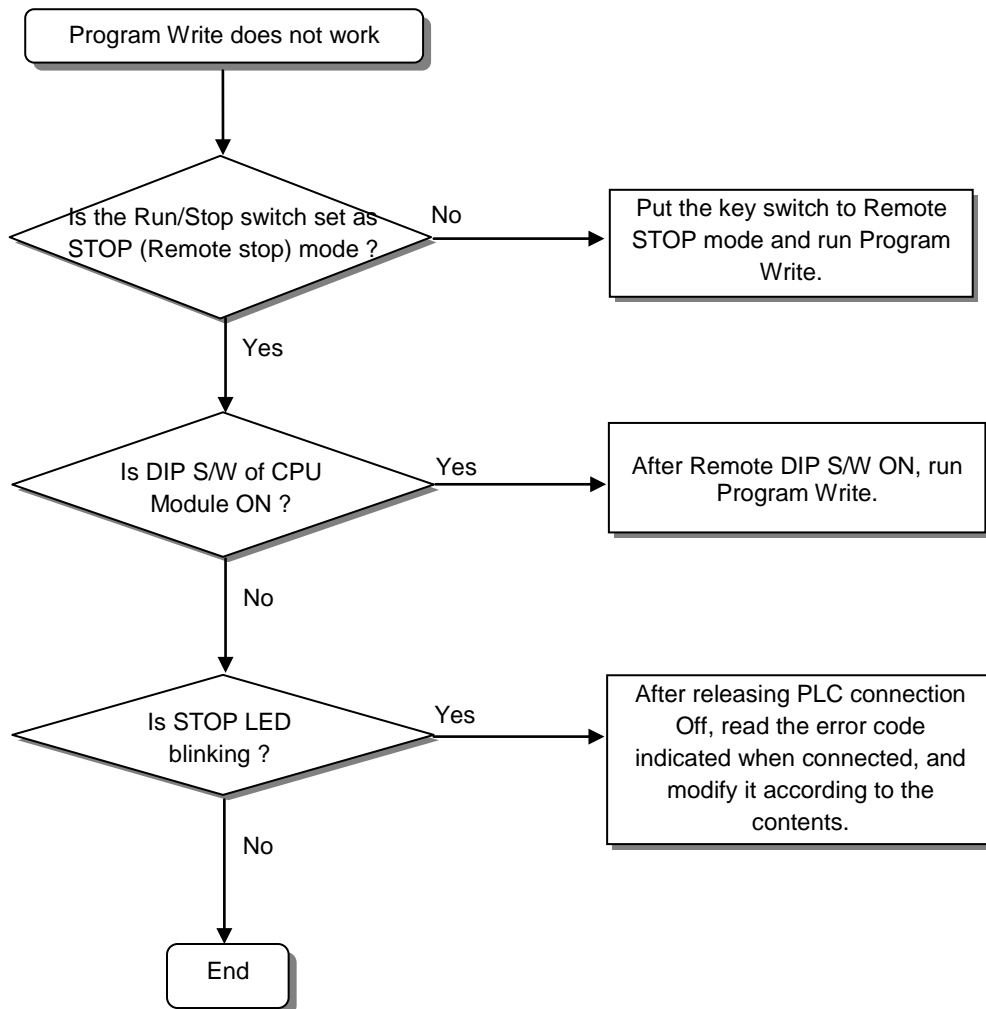 Program Write does not work
Is the Run/Stop switch set as
STOP (Remote stop) mode ?
No
Put the key switch to Remote
STOP mode and run Program
Write.
Yes
Is DIP S/W of CPU
Module ON ?
Yes
After Remote DIP S/W ON, run
Program Write.
No
Is STOP LED
blinking ?
Yes
After releasing PLC connection
Off, read the error code
indicated when connected, and
modify it according to the
contents.
No
End